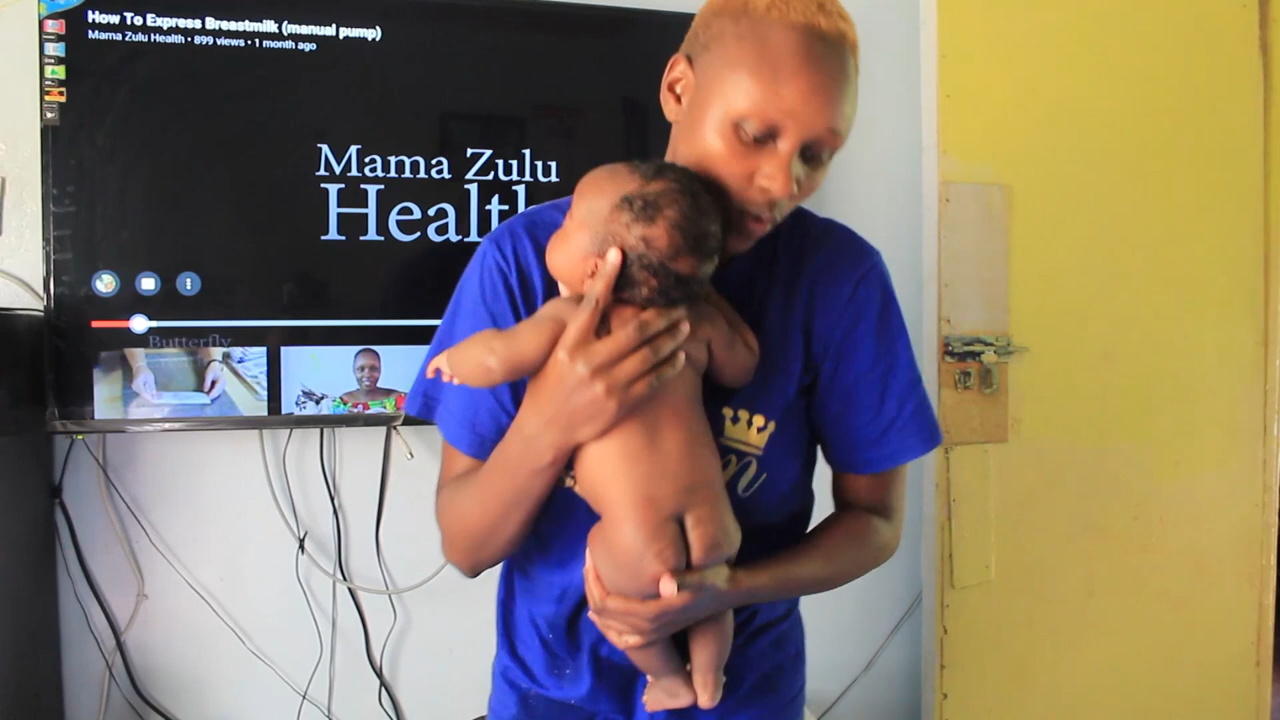 How To Express Breastmilk (manual pump)
Mama Zulu Health • 899 views • 1 month ago
Mama Zulu
Health
Butterfly